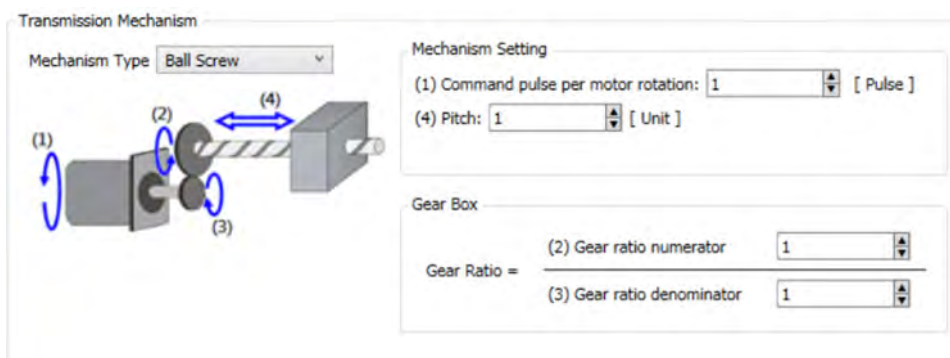 Transmission Mechanism
Mechanism Type Ball Screw
(1)
(2)
(4)
(3)
Mechanism Setting
(1) Command pulse per motor rotation: 1 [ Pulse ]
(4) Pitch: 1 [ Unit ]
Gear Box
Gear Ratio =
(2) Gear ratio numerator 1
(3) Gear ratio denominator 1